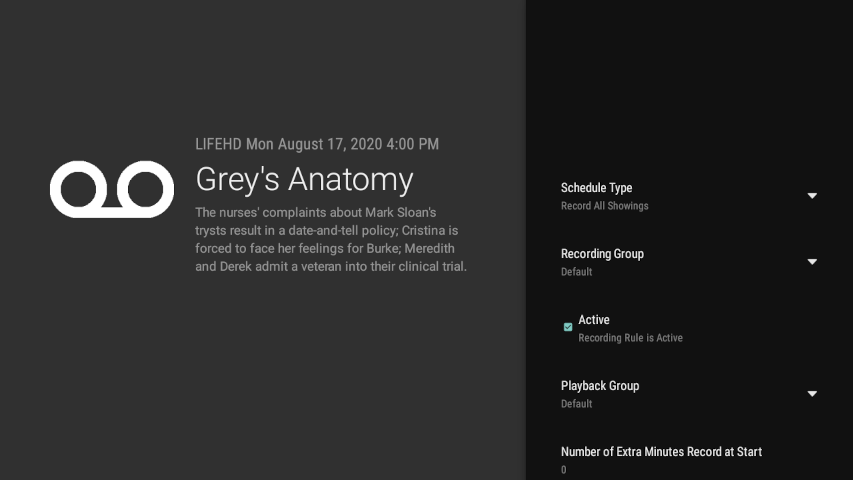 LIFEHD Mon August 17, 2020 4:00 PM
Grey's Anatomy
The nurses' complaints about Mark Sloan's
trysts result in a date-and-tell policy; Cristina is
forced to face her feelings for Burke; Meredith
and Derek admit a veteran into their clinical trial.
Schedule Type
Record All Showings
Recording Group
Default
Active
Recording Rule is Active
Playback Group
Default
Number of Extra Minutes Record at Start
0